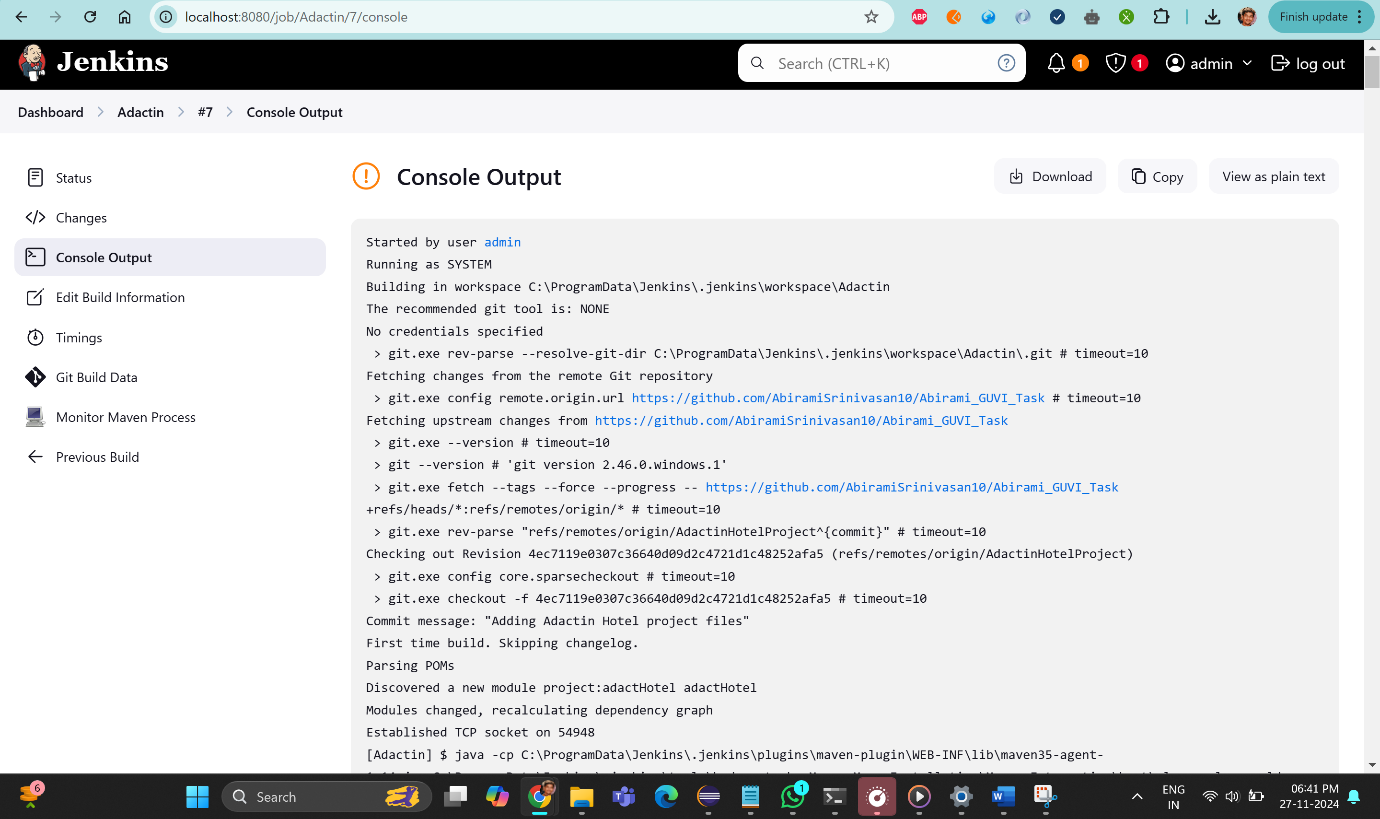 localhost:8080/job/Adactin/7/console
ABP
Finish update
Jenkins
Search (CTRL+K)
?
1
1
admin
log out
Dashboard > Adactin > #7 > Console Output
Status
Changes
Console Output
Edit Build Information
Timings
Git Build Data
Monitor Maven Process
Previous Build
Console Output
Download
Copy
View as plain text
Started by user admin
Running as SYSTEM
Building in workspace C:\ProgramData\Jenkins\.jenkins\workspace\Adactin
The recommended git tool is: NONE
No credentials specified
> git.exe rev-parse --resolve-git-dir C:\ProgramData\Jenkins\.jenkins\workspace\Adactin\.git # timeout=10
Fetching changes from the remote Git repository
> git.exe config remote.origin.url https://github.com/AbiramiSrinivasan10/Abirami_GUVI_Task # timeout=10
Fetching upstream changes from https://github.com/AbiramiSrinivasan10/Abirami_GUVI_Task
> git.exe --version # timeout=10
> git --version # 'git version 2.46.0.windows.1'
> git.exe fetch --tags --force --progress -- https://github.com/AbiramiSrinivasan10/Abirami_GUVI_Task
+refs/heads/*:refs/remotes/origin/* # timeout=10
> git.exe rev-parse "refs/remotes/origin/AdactinHotelProject^{commit}" # timeout=10
Checking out Revision 4ec7119e0307c36640d09d2c4721d1c48252afa5 (refs/remotes/origin/AdactinHotelProject)
> git.exe config core.sparsecheckout # timeout=10
> git.exe checkout -f 4ec7119e0307c36640d09d2c4721d1c48252afa5 # timeout=10
Commit message: "Adding Adactin Hotel project files"
First time build. Skipping changelog.
Parsing POMs
Discovered a new module project:adactHotel adactHotel
Modules changed, recalculating dependency graph
Established TCP socket on 54948
[Adactin] $ java -cp C:\ProgramData\Jenkins\.jenkins\plugins\maven-plugin\WEB-INF\lib\maven35-agent-
6
Search
1
ENG
IN
06:41 PM
27-11-2024